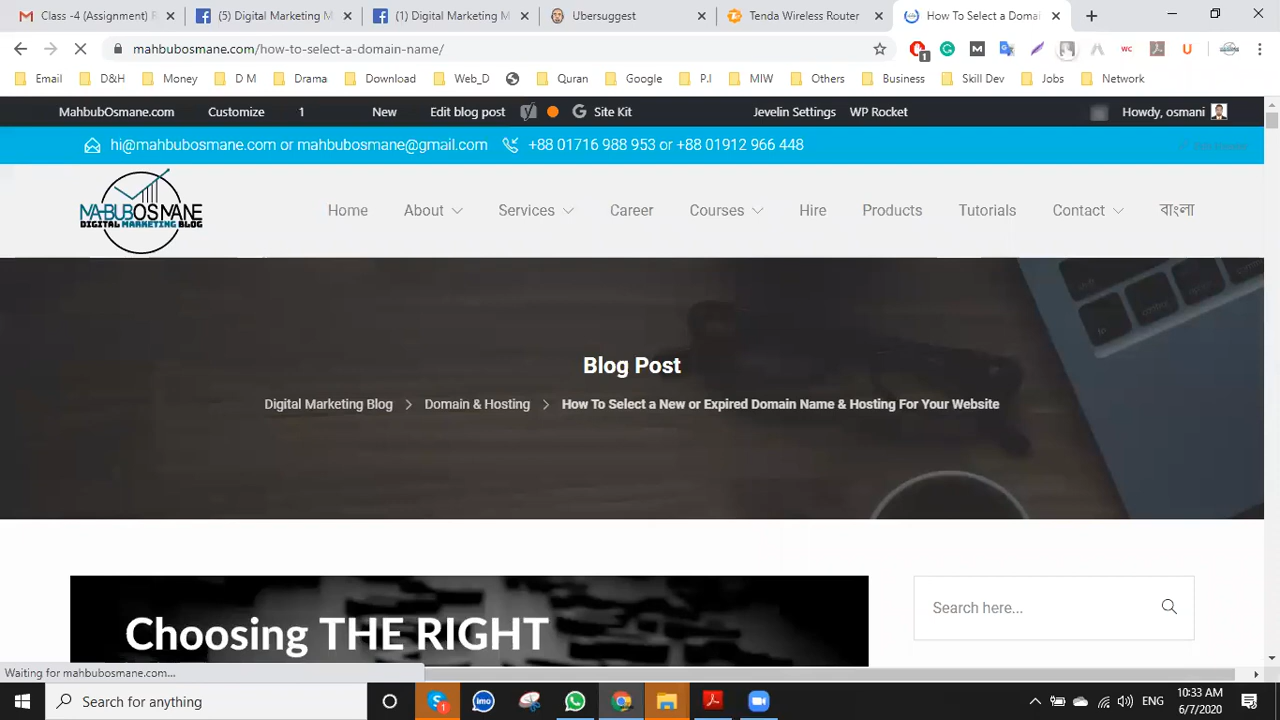 Class -4 (Assignment) F
(5) Digital Marketing M
(1) Digital Marketing M
Ubersuggest
Tenda Wireless Router
How To Select a Domai
mahbubosmane.com/how-to-select-a-domain-name/
Email
D&H
Money
D M
Drama
Download
Web_D
Quran
Google
P.I
MIW
Others
Business
Skill Dev
Jobs
Network
MahbubOsmane.com
Customize
1
New
Edit blog post
Site Kit
Jevelin Settings
WP Rocket
Howdy, osmani
hi@mahbubosmane.com or mahbubosmane@gmail.com
+88 01716 988 953 or +88 01912 966 448
MAHBUBOSMANE
DIGITAL MARKETING BLOG
Home
About
Services
Career
Courses
Hire
Products
Tutorials
Contact
বাংলা
Blog Post
Digital Marketing Blog > Domain & Hosting > How To Select a New or Expired Domain Name & Hosting For Your Website
Choosing THE RIGHT
Search here...
Waiting for mahbubosmane.com...
Search for anything
ENG
10:33 AM
6/7/2020